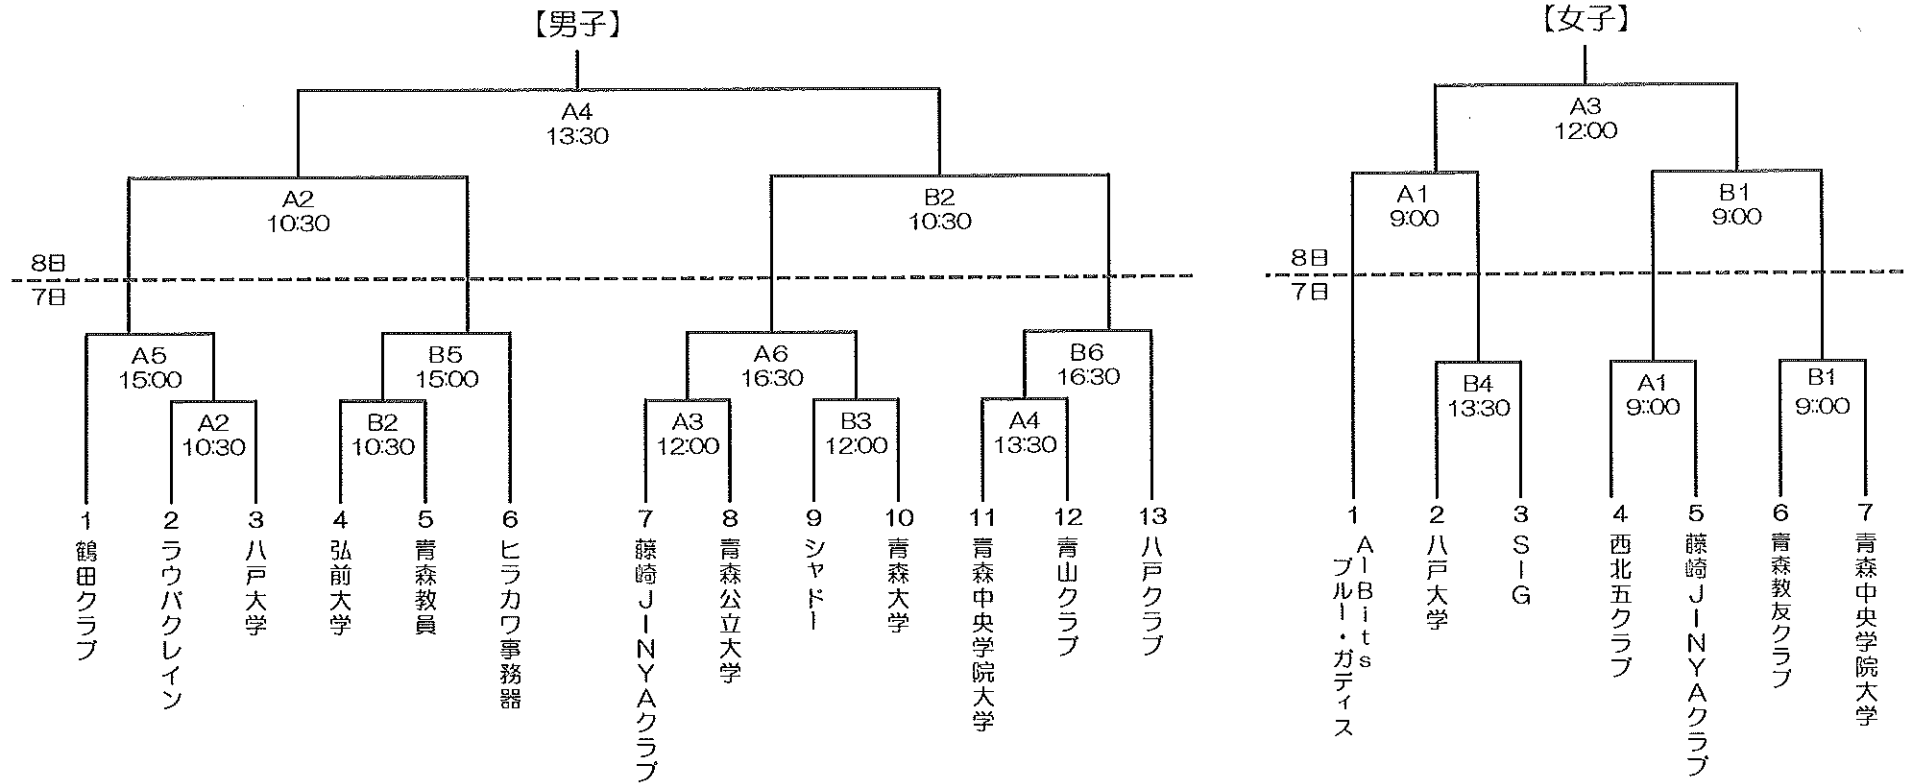 【男子】
A4
13:30
A2
10:30
B2
10:30
8日
7日
A5
15:00
B5
15:00
A6
16:30
B6
16:30
A2
10:30
B2
10:30
A3
12:00
B3
12:00
A4
13:30
1 鶴田クラブ
2 ラウパクレイン
3 八戸大学
4 弘前大学
5 青森教員
6 ヒラカワ事務器
7 藤崎JINYAクラブ
8 青森公立大学
9 シャドー
10 青森大学
11 青森中央学院大学
12 青山クラブ
13 八戸クラブ
【女子】
A3
12:00
A1
9:00
B1
9:00
8日
7日
B4
13:30
A1
9::00
B1
9::00
1 AIBits
ブルー・ガディス
2 八戸大学
3 SIG
4 西北五クラブ
5 藤崎JINYAクラブ
6 青森教友クラブ
7 青森中央学院大学